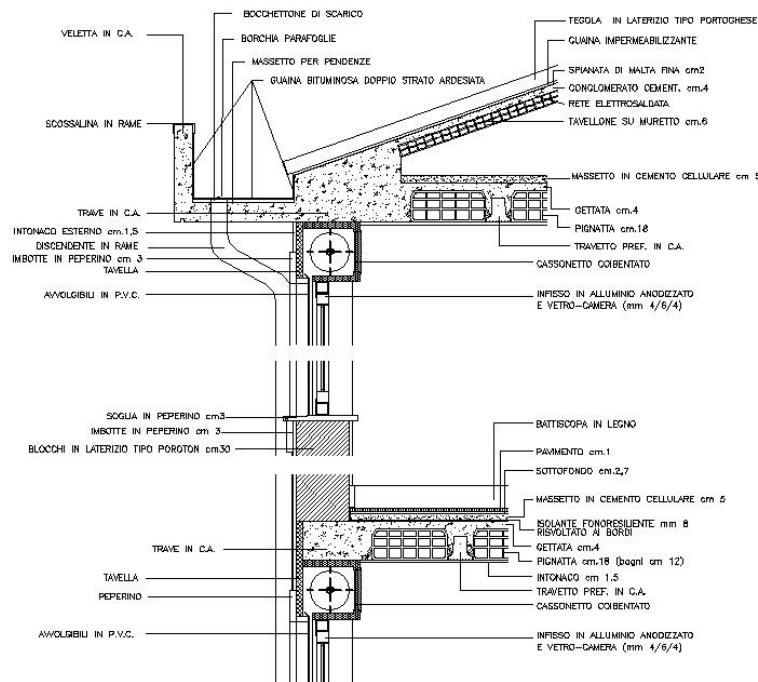 BOCCHETTONE DI SCARICO
VELETTA IN C.A.
BORCHIA PARAFOGLIE
MASSETTO PER PENDENZE
GUAINA BITUMINOSA DOPPIO STRATO ARDESIATA
SCOSSALINA IN RAME
TEGOLA IN LATERIZIO TIPO PORTOGHESE
GUAINA IMPERMEABILIZZANTE
SPIANATA DI MALTA FINA cm2
CONGLOMERATO CEMENT. cm.4
RETE ELETTROSALDATA
TAVELLONE SU MURETTO cm.6
MASSETTO IN CEMENTO CELLULARE cm 5
GETTATA cm.4
PIGNATTA cm.18
TRAVETTO PREF. IN C.A.
CASSONETTO COIBENTATO
TRAVE IN C.A.
INTONACO ESTERNO cm.1,5
DISCENDENTE IN RAME
IMBOTTE IN PEPERINO cm 3
TAVELLA
AVVOLGIBILI IN P.V.C.
INFISSO IN ALLUMINIO ANODIZZATO
E VETRO-CAMERA (mm 4/6/4)
SOGLIA IN PEPERINO cm3
IMBOTTE IN PEPERINO cm 3
BLOCCHI IN LATERIZIO TIPO POROTON cm30
BATTISCOPA IN LEGNO
PAVIMENTO cm.1
SOTTOFONDO cm.2,7
MASSETTO IN CEMENTO CELLULARE cm 5
ISOLANTE FONORESILIENTE mm 8
RISVOLTATO AI BORDI
GETTATA cm.4
PIGNATTA cm.18 (bagni cm 12)
INTONACO cm 1.5
TRAVETTO PREF. IN C.A.
CASSONETTO COIBENTATO
TRAVE IN C.A.
TAVELLA
PEPERINO
AVVOLGIBILI IN P.V.C.
INFISSO IN ALLUMINIO ANODIZZATO
E VETRO-CAMERA (mm 4/6/4)